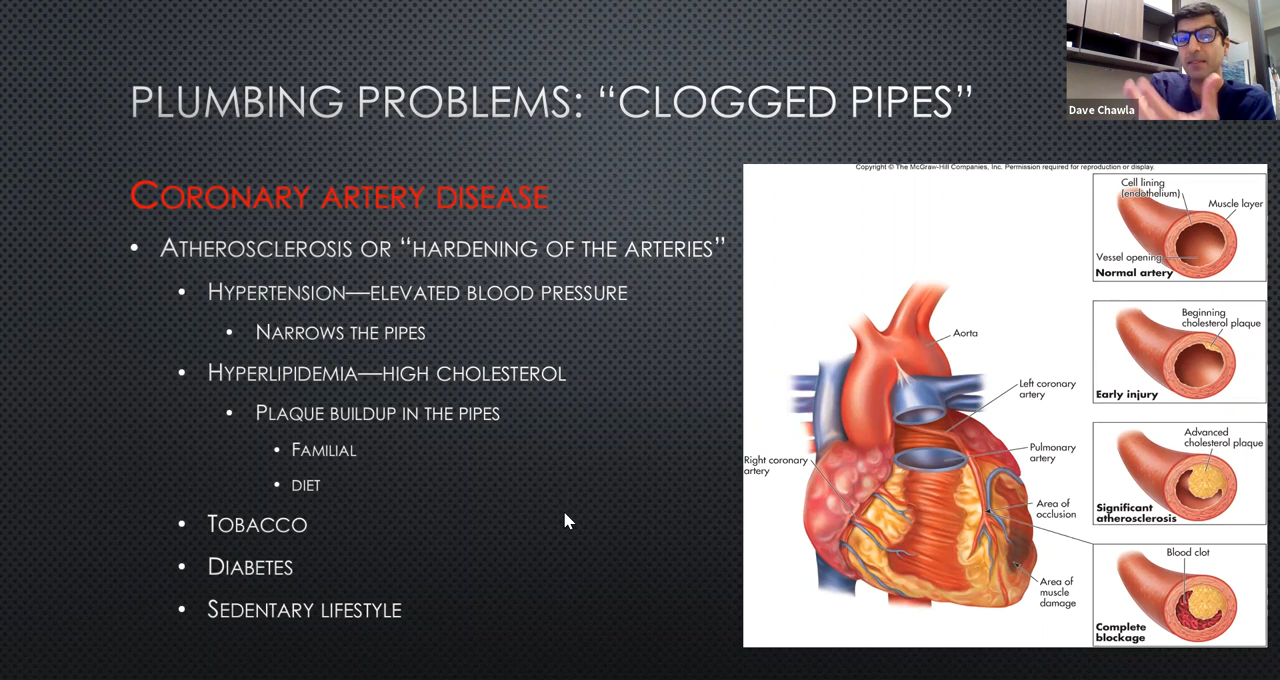 PLUMBING PROBLEMS: “CLOGGED PIPES”
Dave Chawla
CORONARY ARTERY DISEASE
• ATHEROSCLEROSIS OR “HARDENING OF THE ARTERIES”
• HYPERTENSION—ELEVATED BLOOD PRESSURE
• NARROWS THE PIPES
• HYPERLIPIDEMIA—HIGH CHOLESTEROL
• PLAQUE BUILDUP IN THE PIPES
• FAMILIAL
• DIET
• TOBACCO
• DIABETES
• SEDENTARY LIFESTYLE
Copyright © The McGraw-Hill Companies, Inc. Permission required for reproduction or display.
Aorta
Left coronary
artery
Pulmonary
artery
Right coronary
artery
Area of
occlusion
Area of
muscle
damage
Cell lining
(endothelium)
Muscle layer
Vessel opening
Normal artery
Beginning
cholesterol plaque
Early injury
Advanced
cholesterol plaque
Significant
atherosclerosis
Blood clot
Complete
blockage